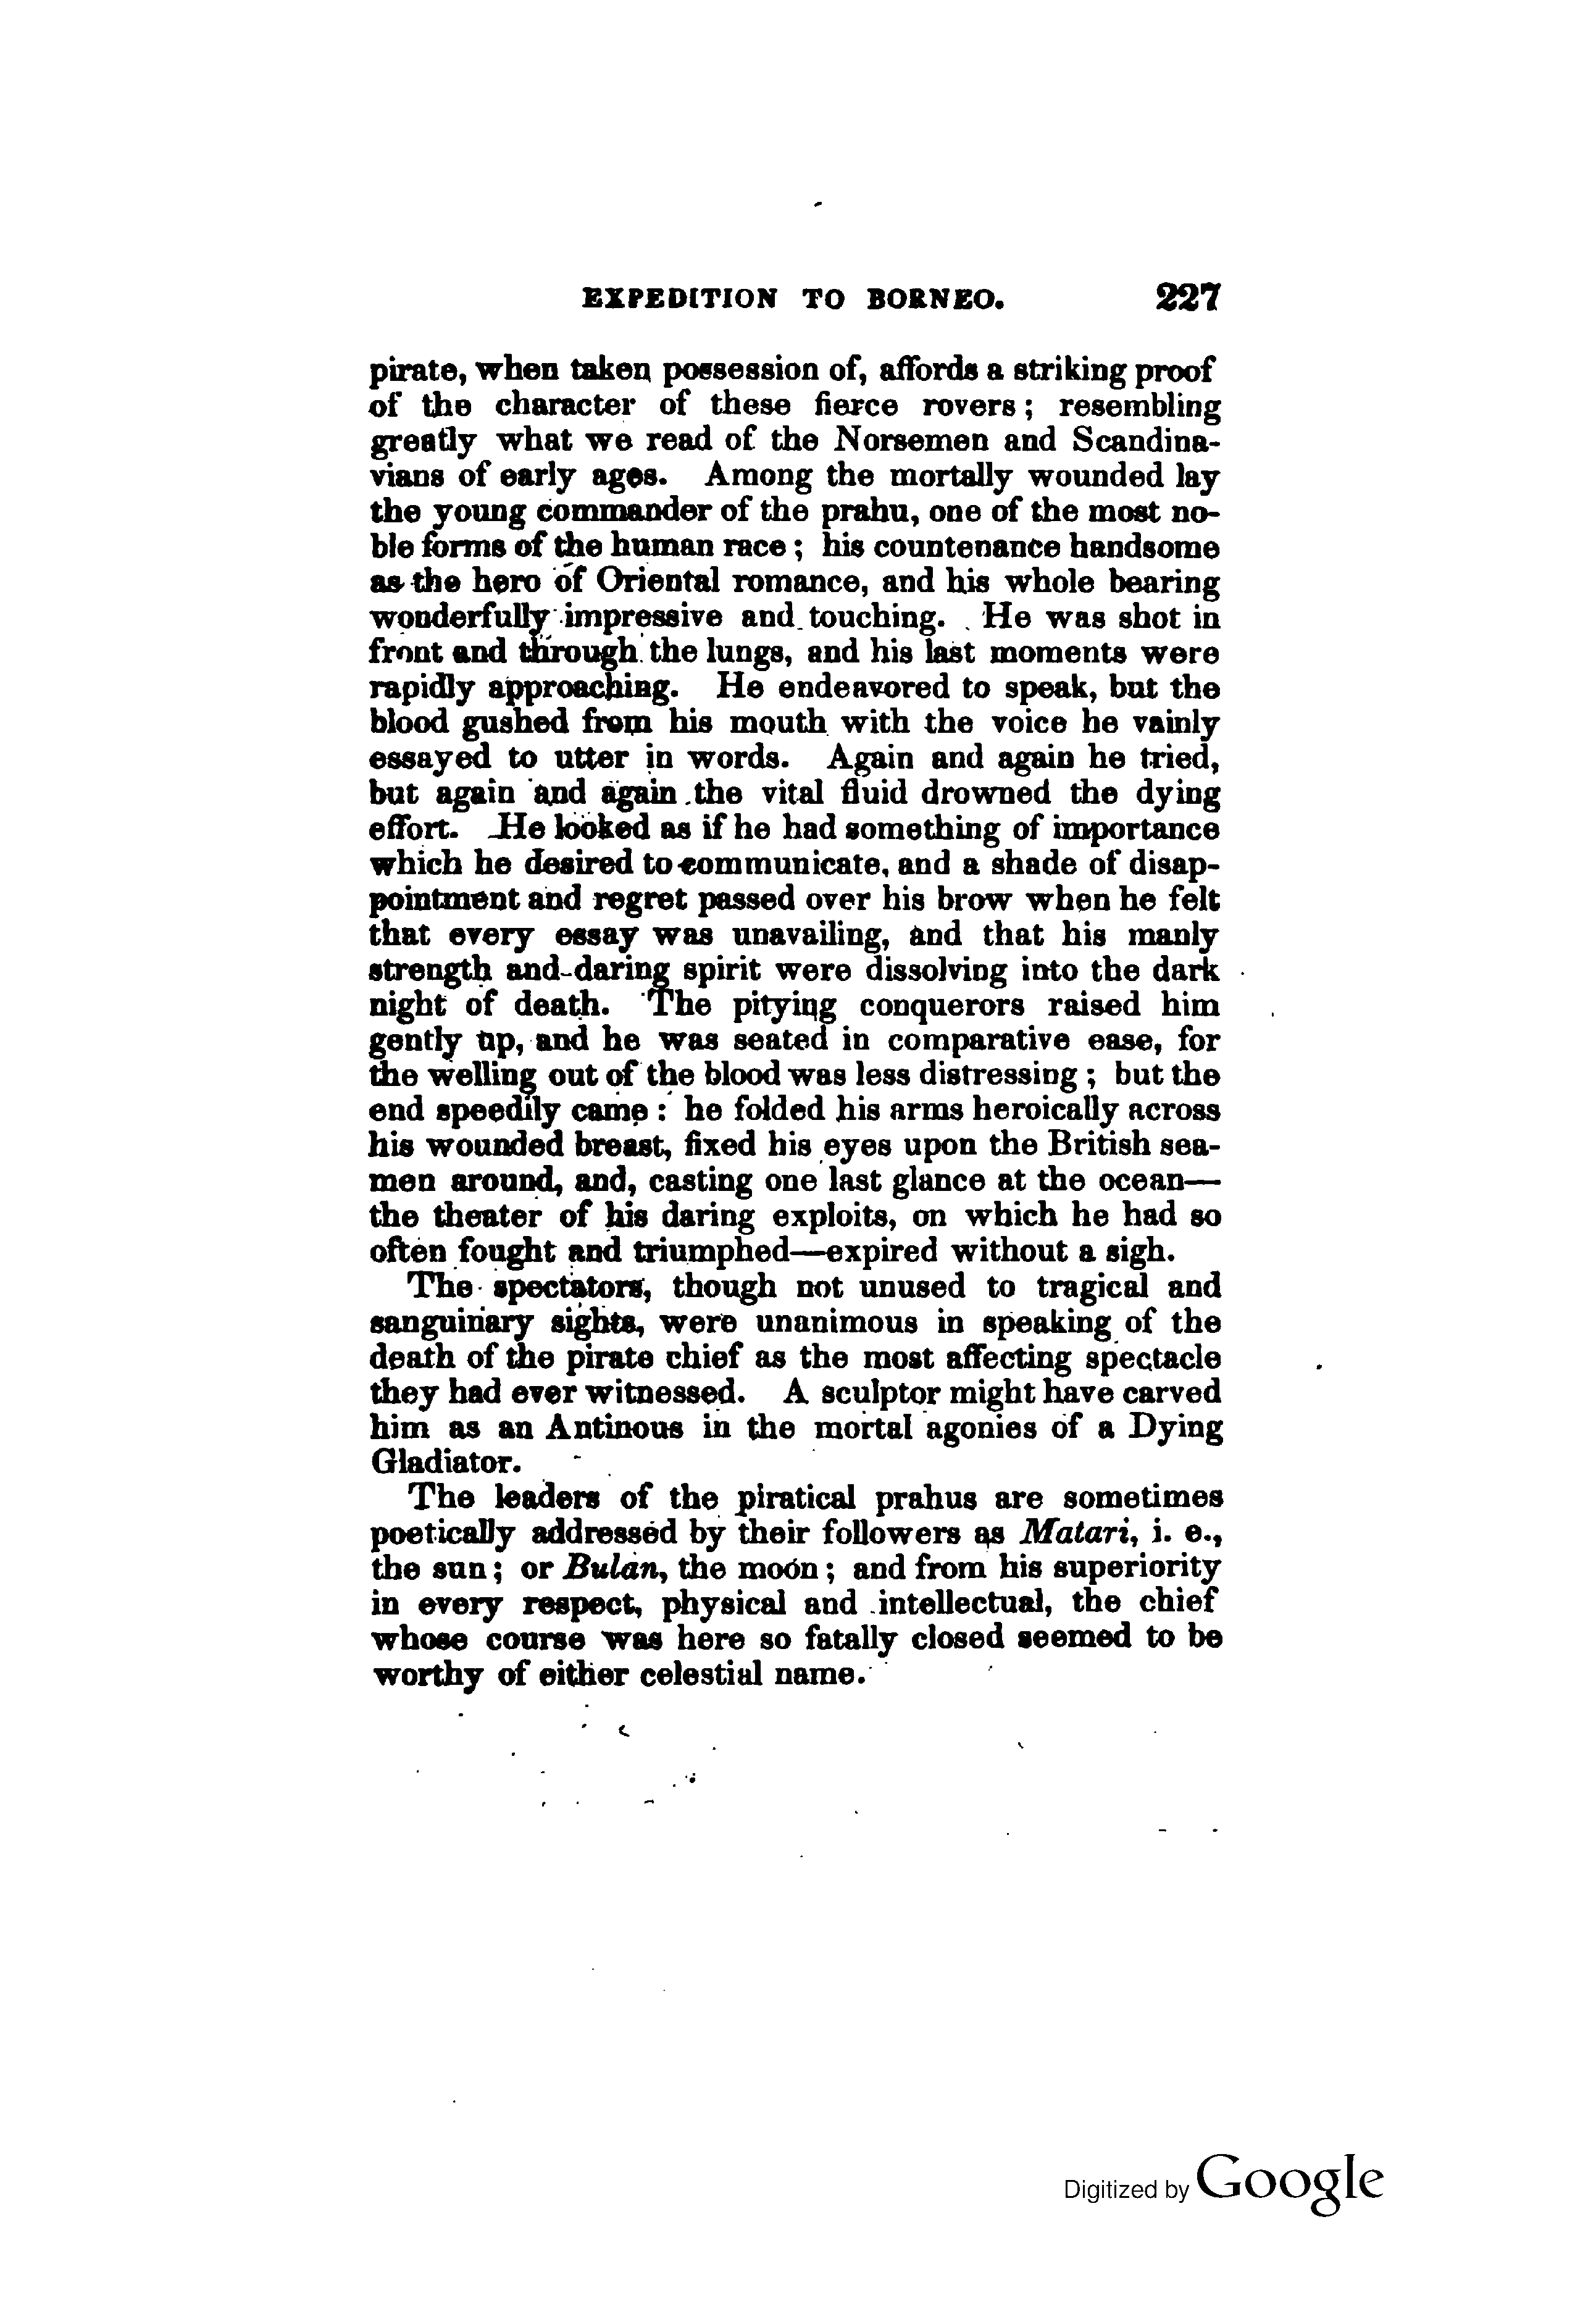 EXPEDITION TO BORNEO. 227
pirate, when taken possession of, affords a striking proof
of the character of these fierce rovers; resembling
greatly what we read of the Norsemen and Scandina-
vians of early ages. Among the mortally wounded lay
the young commander of the prahu, one of the most no-
ble forms of the human race; his countenance handsome
as the hero of Oriental romance, and his whole bearing
wonderfully impressive and touching. He was shot in
front and through the lungs, and his last moments were
rapidly approaching. He endeavored to speak, but the
blood gushed from his mouth with the voice he vainly
essayed to utter in words. Again and again he tried,
but again and again the vital fluid drowned the dying
effort. He looked as if he had something of importance
which he desired to communicate, and a shade of disap-
pointment and regret passed over his brow when he felt
that every essay was unavailing, and that his manly
strength and daring spirit were dissolving into the dark
night of death. The pitying conquerors raised him
gently up, and he was seated in comparative ease, for
the welling out of the blood was less distressing; but the
end speedily came: he folded his arms heroically across
his wounded breast, fixed his eyes upon the British sea-
men around, and, casting one last glance at the ocean—
the theater of his daring exploits, on which he had so
often fought and triumphed—expired without a sigh.
The spectators, though not unused to tragical and
sanguinary sights, were unanimous in speaking of the
death of the pirate chief as the most affecting spectacle
they had ever witnessed. A sculptor might have carved
him as an Antinous in the mortal agonies of a Dying
Gladiator.
The leaders of the piratical prahus are sometimes
poetically addressed by their followers as Matari, i. e.,
the sun; or Bulan, the moon; and from his superiority
in every respect, physical and intellectual, the chief
whose course was here so fatally closed seemed to be
worthy of either celestial name.
Digitized by Google